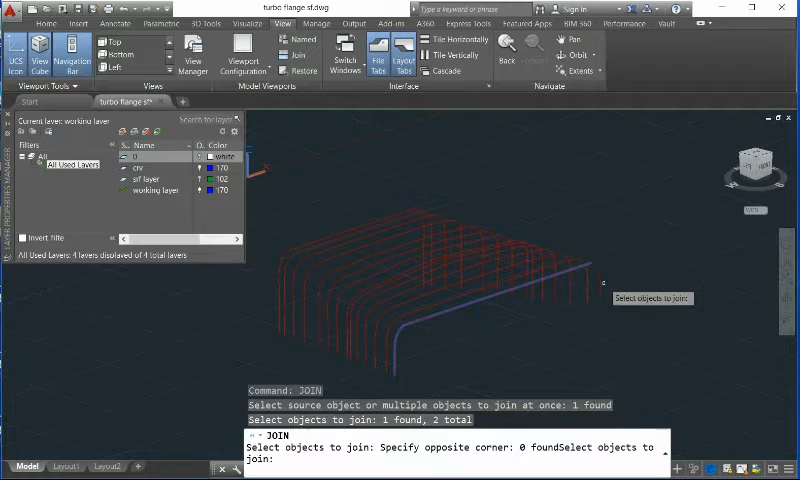 turbo flange sf.dwg
Type a keyword or phrase
Sign In
Home Insert Annotate Parametric 3D Tools Visualize View Manage Output Add-ins A360 Express Tools Featured Apps BIM 360 Performance Vault
UCS Icon
View Cube
Navigation Bar
Viewport Tools
Top
Bottom
Left
View Manager
Views
Viewport Configuration
Named
Join
Restore
Model Viewports
Switch Windows
File Tabs
Layout Tabs
Tile Horizontally
Tile Vertically
Cascade
Interface
Back
Pan
Orbit
Extents
Navigate
Start
turbo flange sf*
Current layer: working layer
Search for layer
Filters
All
All Used Layers
S.. Name O. Color
0 white
crv 170
srf layer 102
working layer 170
Invert filte
All Used Layers: 4 layers displayed of 4 total layers
LAYER PROPERTIES MANAGER
Select objects to join:
Command: JOIN
Select source object or multiple objects to join at once: 1 found
Select objects to join: 1 found, 2 total
JOIN
Select objects to join: Specify opposite corner: 0 foundSelect objects to
join:
Model
Layout1
Layout2